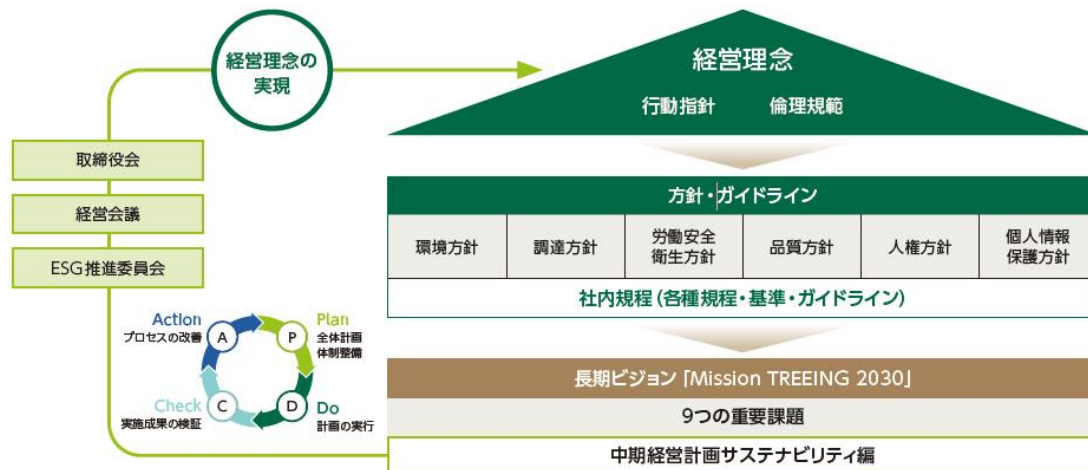 経営理念の
実現
経営理念
行動指針 倫理規範
取締役会
経営会議
ESG推進委員会
方針・ガイドライン
環境方針
調達方針
労働安全
衛生方針
品質方針
人権方針
個人情報
保護方針
社内規程（各種規程・基準・ガイドライン）
Action
プロセスの改善
A
Plan
全体計画
体制整備
P
Check
実施成果の検証
C
Do
計画の実行
D
長期ビジョン「Mission TREEING 2030」
9つの重要課題
中期経営計画サステナビリティ編